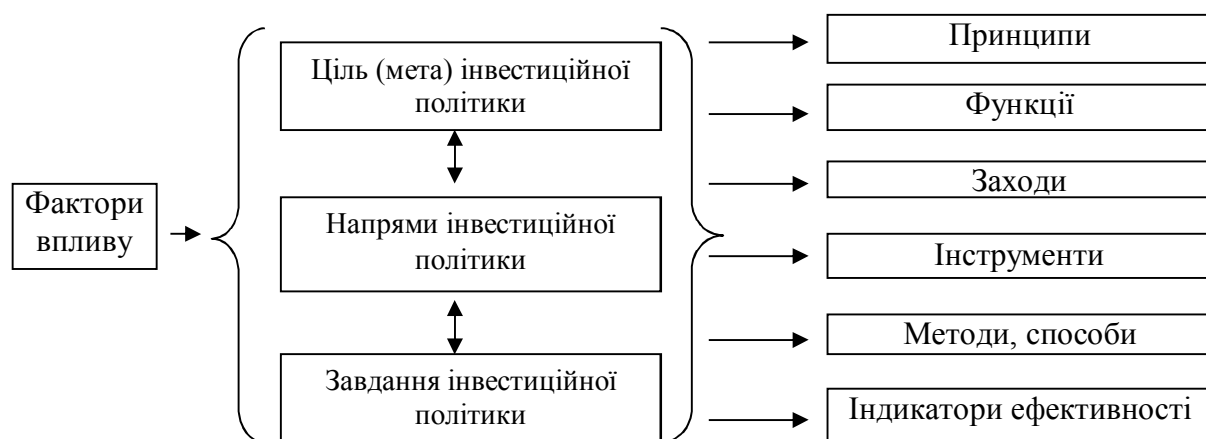 Фактори
впливу
Ціль (мета) інвестиційної
політики
Напрями інвестиційної
політики
Завдання інвестиційної
політики
Принципи
Функції
Заходи
Інструменти
Методи, способи
Індикатори ефективності